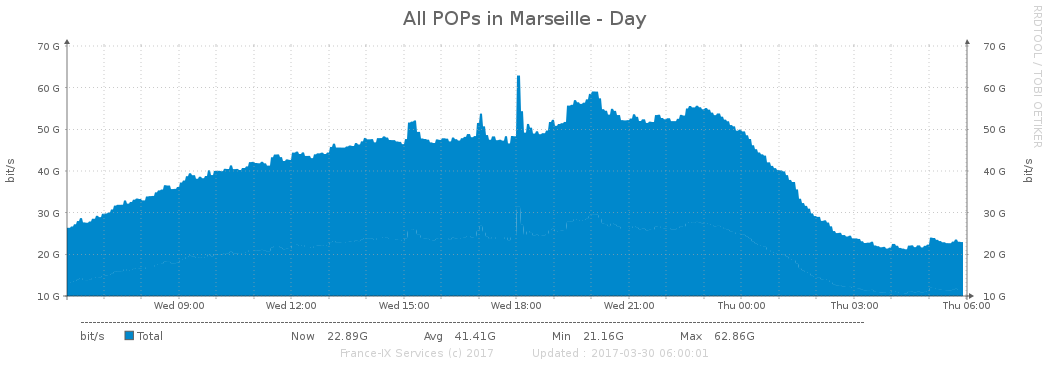 All POPs in Marseille - Day
RRDTOOL / TOBI OETIKER
bit/s
70 G 70 G
60 G 60 G
50 G 50 G
40 G 40 G
30 G 30 G
20 G 20 G
10 G 10 G
bit/s
Wed 09:00 Wed 12:00 Wed 15:00 Wed 18:00 Wed 21:00 Thu 00:00 Thu 03:00 Thu 06:00
bit/s Total Now 22.89G Avg 41.41G Min 21.16G Max 62.86G
France-IX Services (c) 2017 Updated : 2017-03-30 06:00:01